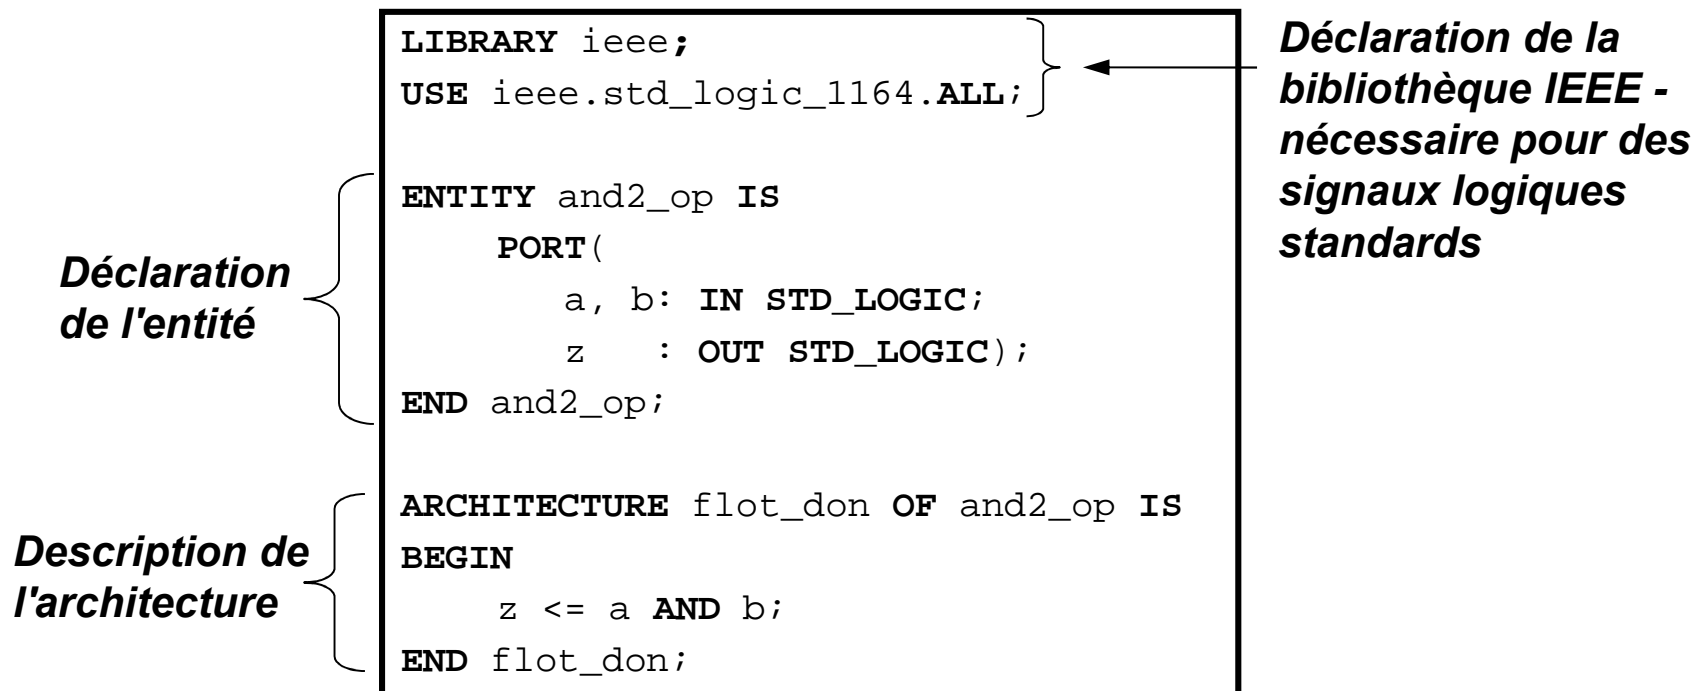 LIBRARY ieee;
USE ieee.std_logic_1164.ALL;
ENTITY and2_op IS
PORT(
a, b: IN STD_LOGIC;
z : OUT STD_LOGIC);
END and2_op;
ARCHITECTURE flot_don OF and2_op IS
BEGIN
z <= a AND b;
END flot_don;
Déclaration de la
bibliothèque IEEE -
nécessaire pour des
signaux logiques
standards
Déclaration
de l'entité
Description de
l'architecture